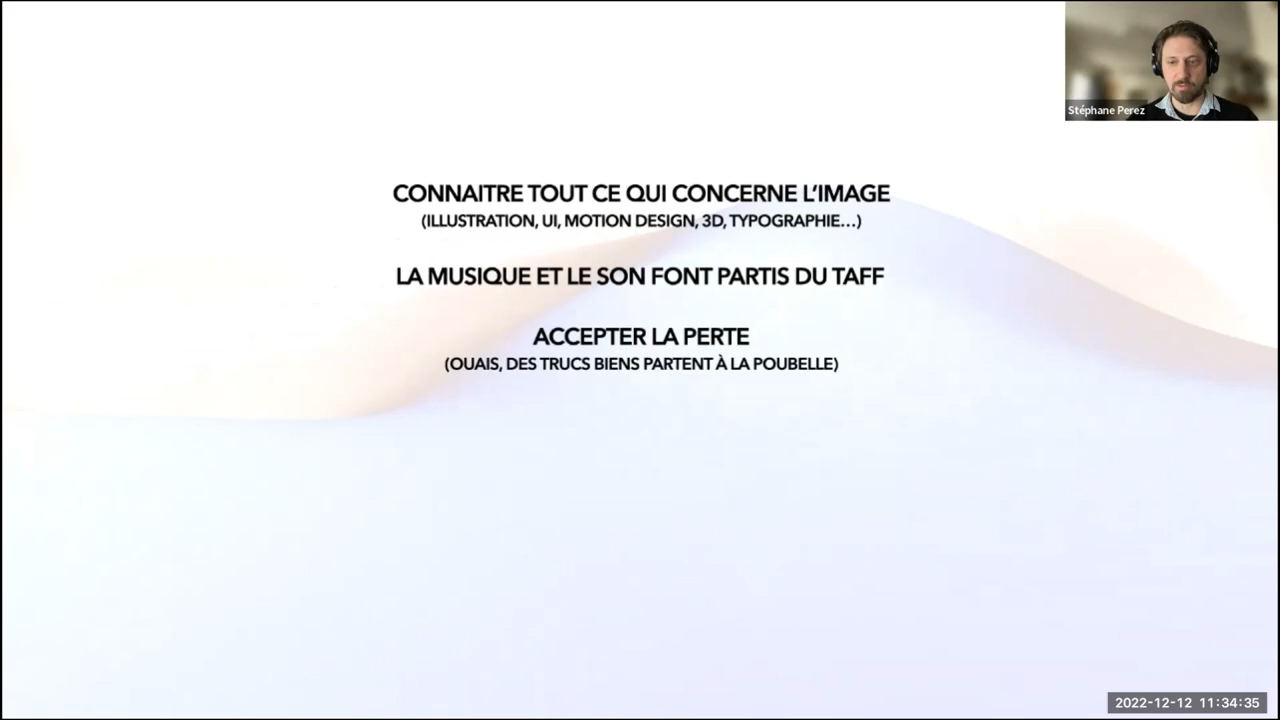 Stéphane Perez
CONNAITRE TOUT CE QUI CONCERNE L'IMAGE
(ILLUSTRATION, UI, MOTION DESIGN, 3D, TYPOGRAPHIE...)
LA MUSIQUE ET LE SON FONT PARTIS DU TAFF
ACCEPTER LA PERTE
(OUAIS, DES TRUCS BIENS PARTENT À LA POUBELLE)
2022-12-12 11:34:35